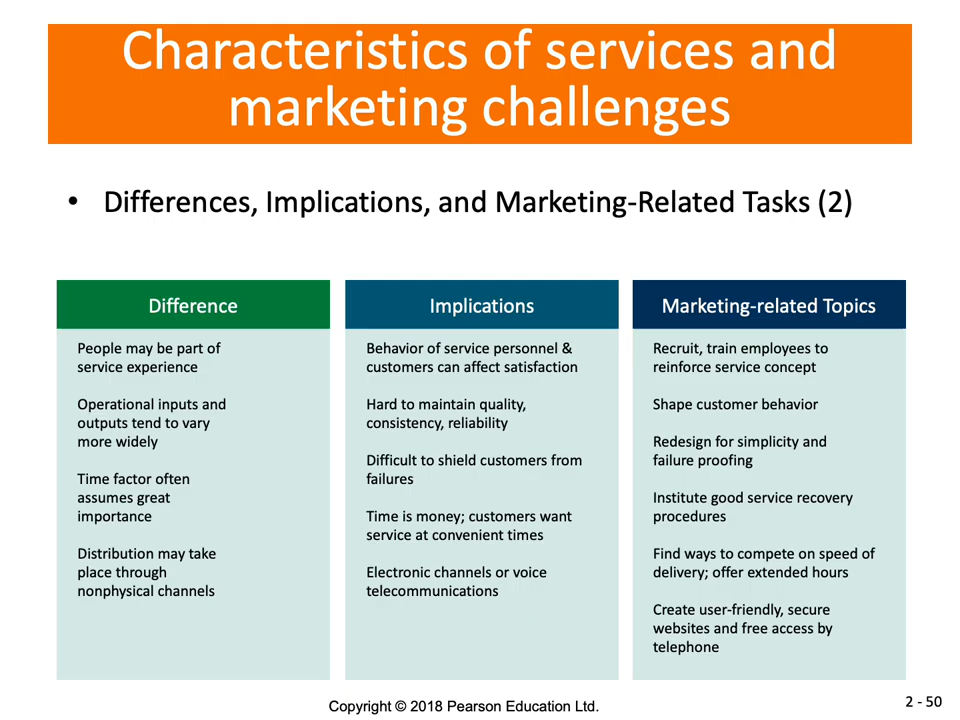 Characteristics of services and
marketing challenges
• Differences, Implications, and Marketing-Related Tasks (2)
Difference
People may be part of
service experience
Operational inputs and
outputs tend to vary
more widely
Time factor often
assumes great
importance
Distribution may take
place through
nonphysical channels
Implications
Behavior of service personnel &
customers can affect satisfaction
Hard to maintain quality,
consistency, reliability
Difficult to shield customers from
failures
Time is money; customers want
service at convenient times
Electronic channels or voice
telecommunications
Marketing-related Topics
Recruit, train employees to
reinforce service concept
Shape customer behavior
Redesign for simplicity and
failure proofing
Institute good service recovery
procedures
Find ways to compete on speed of
delivery; offer extended hours
Create user-friendly, secure
websites and free access by
telephone
Copyright © 2018 Pearson Education Ltd.
2 - 50